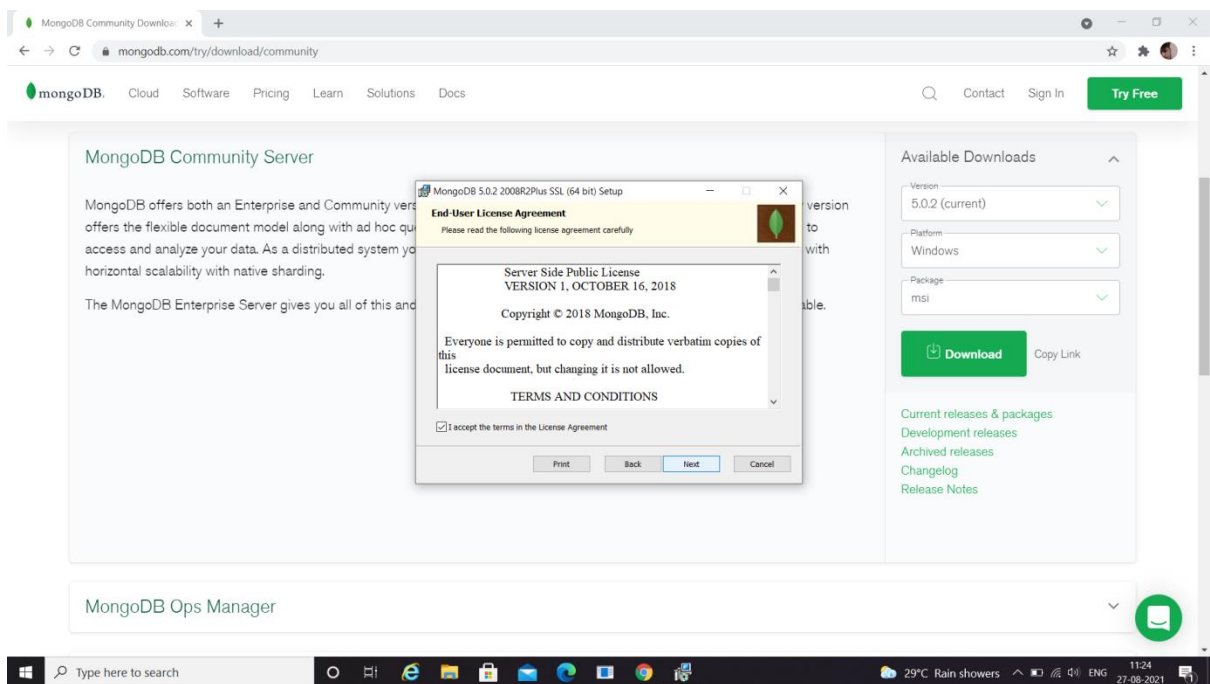 MongoDB Community Downloa
mongodb.com/try/download/community
mongoDB. Cloud Software Pricing Learn Solutions Docs Contact Sign In Try Free
MongoDB Community Server
MongoDB offers both an Enterprise and Community vers
version
offers the flexible document model along with ad hoc qu
to
access and analyze your data. As a distributed system yo
with
horizontal scalability with native sharding.
The MongoDB Enterprise Server gives you all of this and
able.
MongoDB 5.0.2 2008R2Plus SSL (64 bit) Setup
End-User License Agreement
Please read the following license agreement carefully
Server Side Public License
VERSION 1, OCTOBER 16, 2018
Copyright © 2018 MongoDB, Inc.
Everyone is permitted to copy and distribute verbatim copies of
this
license document, but changing it is not allowed.
TERMS AND CONDITIONS
I accept the terms in the License Agreement
Print Back Next Cancel
Available Downloads
Version
5.0.2 (current)
Platform
Windows
Package
msi
Download Copy Link
Current releases & packages
Development releases
Archived releases
Changelog
Release Notes
MongoDB Ops Manager
Type here to search
29°C Rain showers ENG
11:24
27-08-2021
1